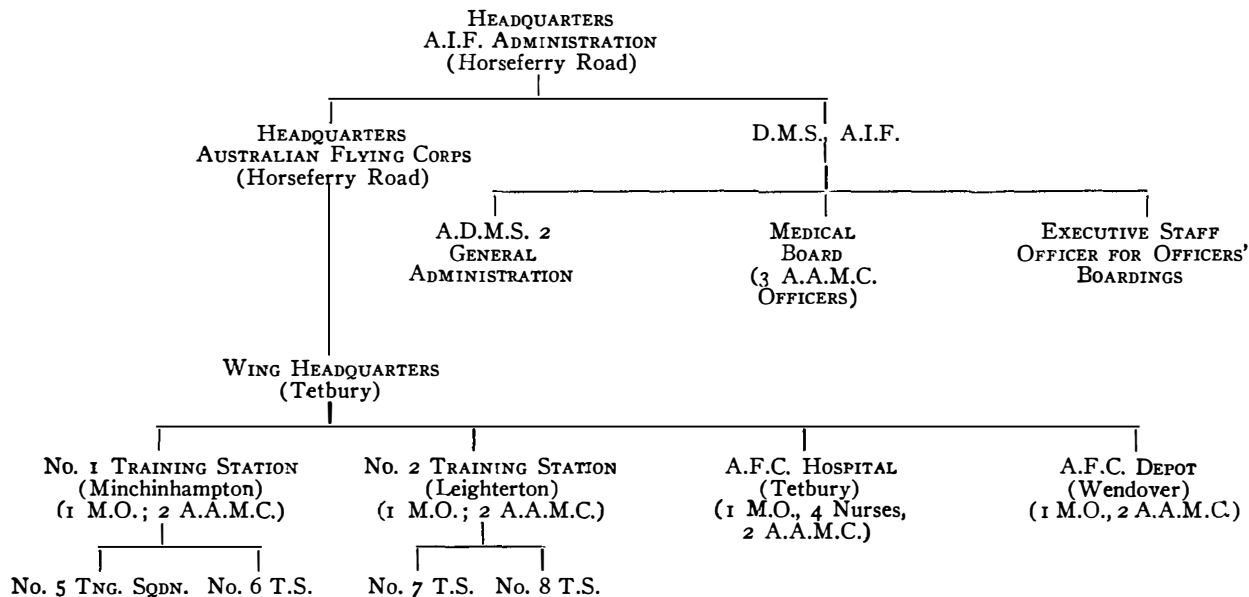 HEADQUARTERS
A.I.F. ADMINISTRATION
(Horseferry Road)
HEADQUARTERS
AUSTRALIAN FLYING CORPS
(Horseferry Road)
D.M.S. A.I.F.
A.D.M.S. 2
GENERAL
ADMINISTRATION
MEDICAL
BOARD
(3 A.A.M.C.
OFFICERS)
EXECUTIVE STAFF
OFFICER FOR OFFICERS'
BOARDINGS
WING HEADQUARTERS
(Tetbury)
No. 1 TRAINING STATION
(Minchinhampton)
(1 M.O.; 2 A.A.M.C.)
No. 2 TRAINING STATION
(Leighterton)
(1 M.O.; 2 A.A.M.C.)
A.F.C. HOSPITAL
(Tetbury)
(1 M.O., 4 Nurses,
2 A.A.M.C.)
A.F.C. DEPOT
(Wendover)
(1 M.O., 2 A.A.M.C.)
No. 5 TNG. SQDN. No. 6 T.S.
No. 7 T.S. No. 8 T.S.